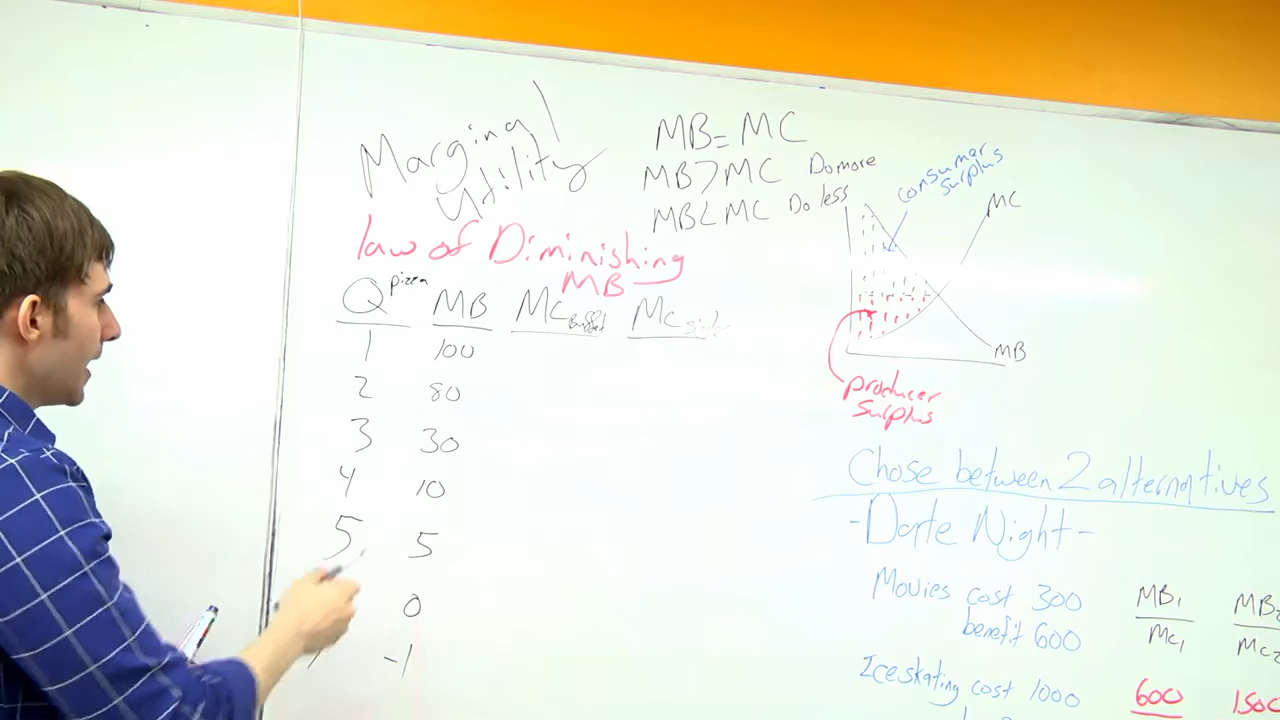 Marginal
Utility
MB=MC
MB>MC Do more
MB<MC Do less
law of Diminishing
MB
Q pizza MB MC Buffet MC
1 100
2 80
3 30
4 10
5 5
0
-1
consumer
surplus
MC
MB
producer
surplus
Chose between 2 alternatives
-Darte Night-
Movies cost 300
benefit 600
MB1
MC1
MB2
MC2
Iceskating cost 1000
600